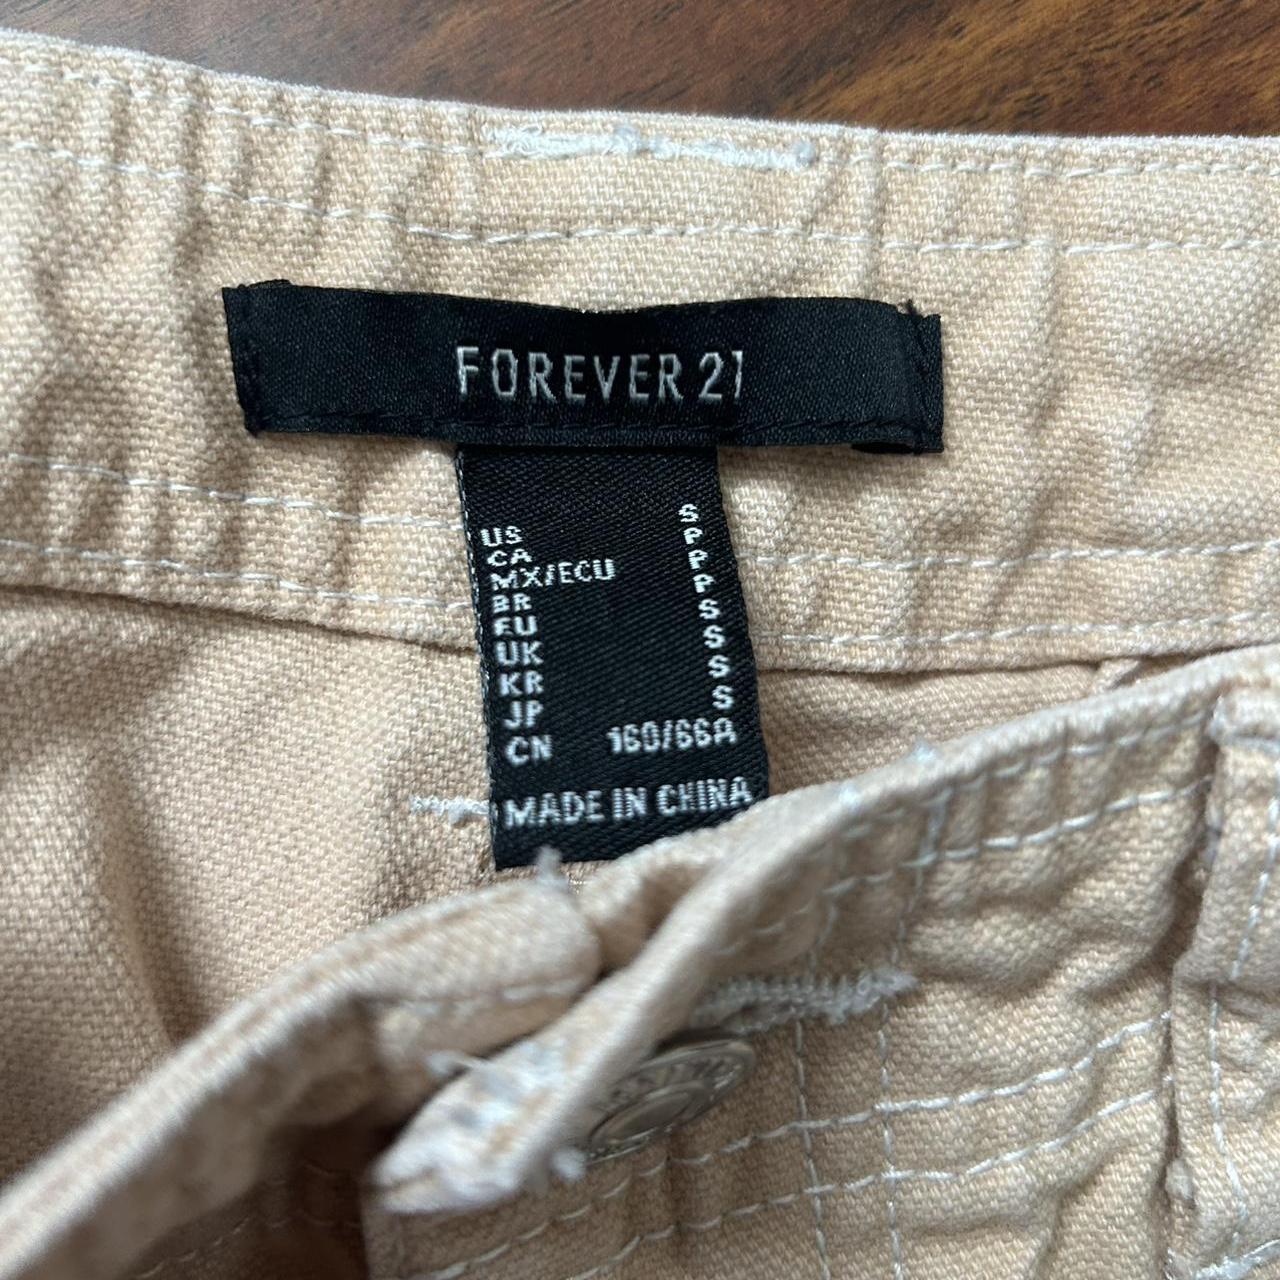 FOREVER 21
US S
CA P
MX/ECU P
BR P
EU S
UK S
KR S
JP S
CN 160/66A
MADE IN CHINA